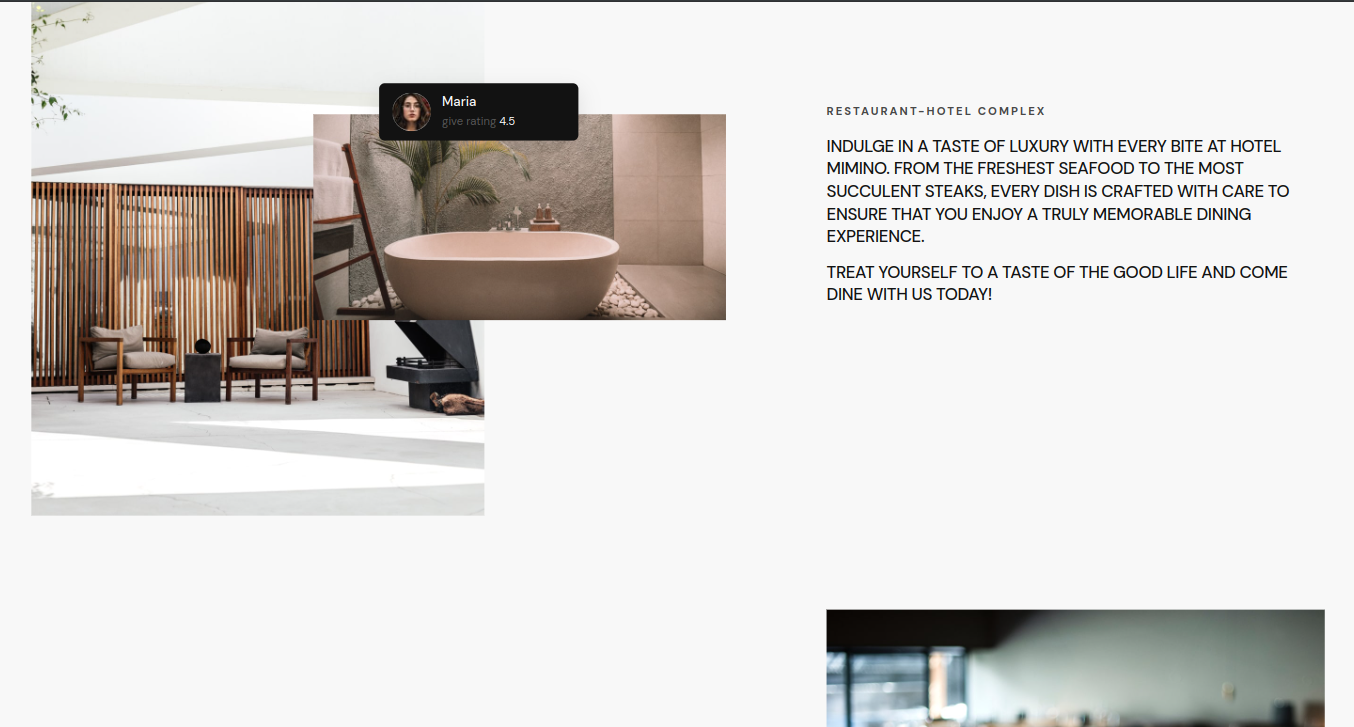 Maria
give rating 4.5
RESTAURANT-HOTEL COMPLEX
INDULGE IN A TASTE OF LUXURY WITH EVERY BITE AT HOTEL
MIMINO. FROM THE FRESHEST SEAFOOD TO THE MOST
SUCCULENT STEAKS, EVERY DISH IS CRAFTED WITH CARE TO
ENSURE THAT YOU ENJOY A TRULY MEMORABLE DINING
EXPERIENCE.
TREAT YOURSELF TO A TASTE OF THE GOOD LIFE AND COME
DINE WITH US TODAY!